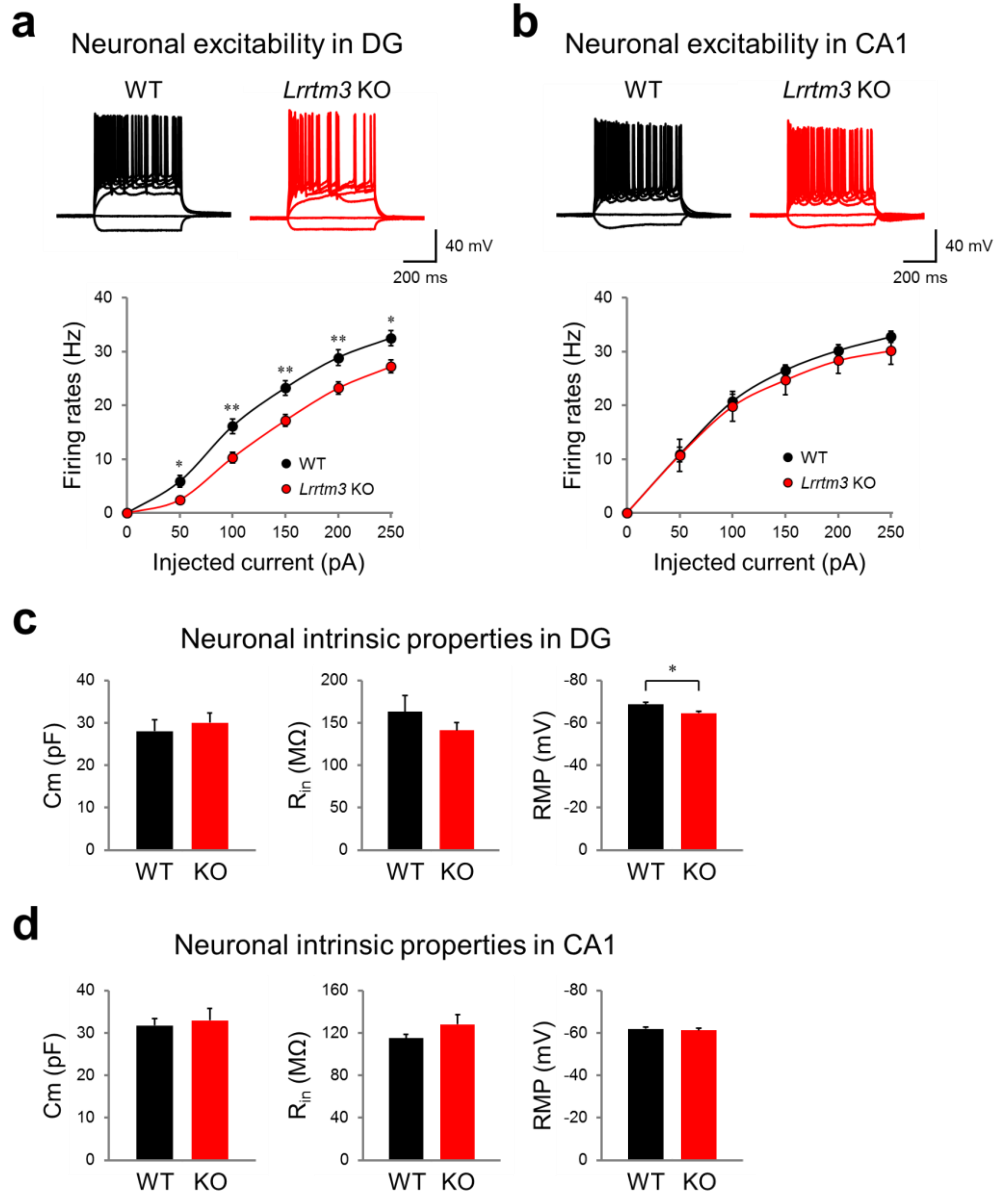 a
Neuronal excitability in DG
WT
Lrrtm3 KO
40 mV
200 ms
Firing rates (Hz)
40
30
20
10
0
**
**
**
*
*
WT
Lrrtm3 KO
0 50 100 150 200 250
Injected current (pA)
b
Neuronal excitability in CA1
WT
Lrrtm3 KO
40 mV
200 ms
Firing rates (Hz)
40
30
20
10
0
WT
Lrrtm3 KO
0 50 100 150 200 250
Injected current (pA)
c
Neuronal intrinsic properties in DG
Cm (pF)
40
30
20
10
0
WT KO
Rin (MΩ)
200
150
100
50
0
WT KO
RMP (mV)
-80
-60
-40
-20
0
*
WT KO
d
Neuronal intrinsic properties in CA1
Cm (pF)
40
30
20
10
0
WT KO
Rin (MΩ)
160
120
80
40
0
WT KO
RMP (mV)
-80
-60
-40
-20
0
WT KO